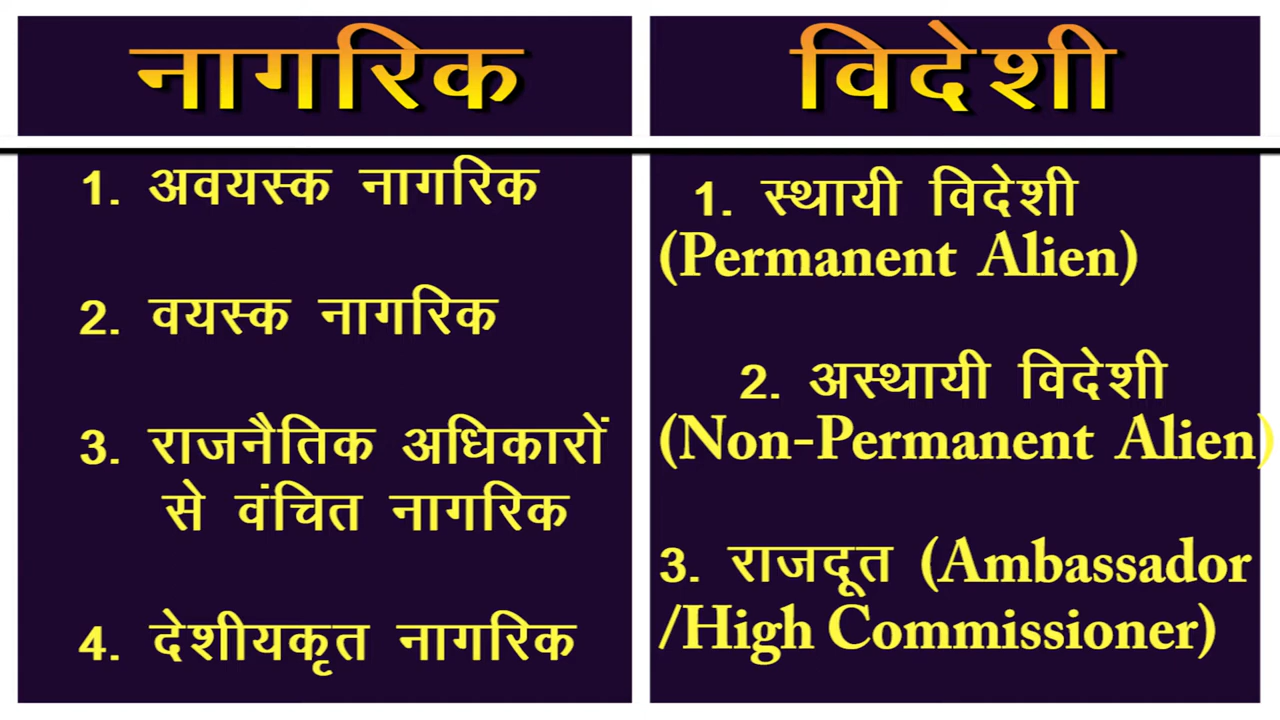 नागरिक
1. अवयस्क नागरिक
2. वयस्क नागरिक
3. राजनैतिक अधिकारों
से वंचित नागरिक
4. देशीयकृत नागरिक
विदेशी
1. स्थायी विदेशी
(Permanent Alien)
2. अस्थायी विदेशी
(Non-Permanent Alien)
3. राजदूत (Ambassador
/High Commissioner)